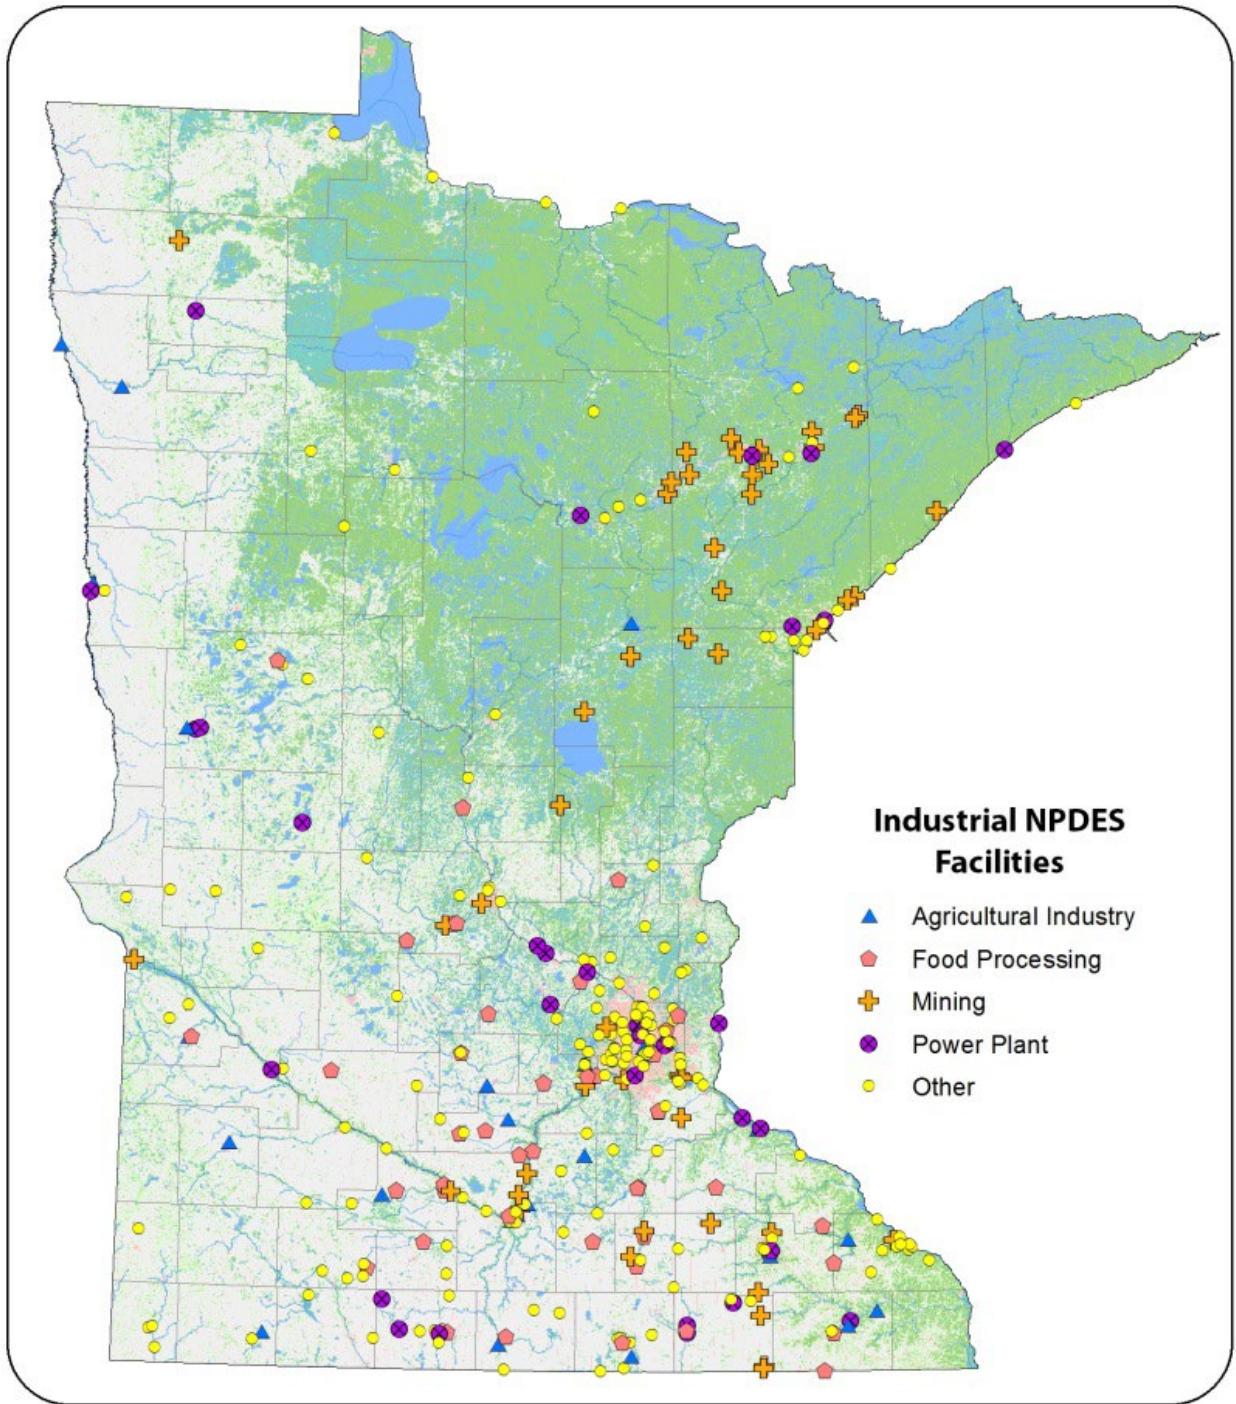 Industrial NPDES
Facilities
Agricultural Industry
Food Processing
Mining
Power Plant
Other